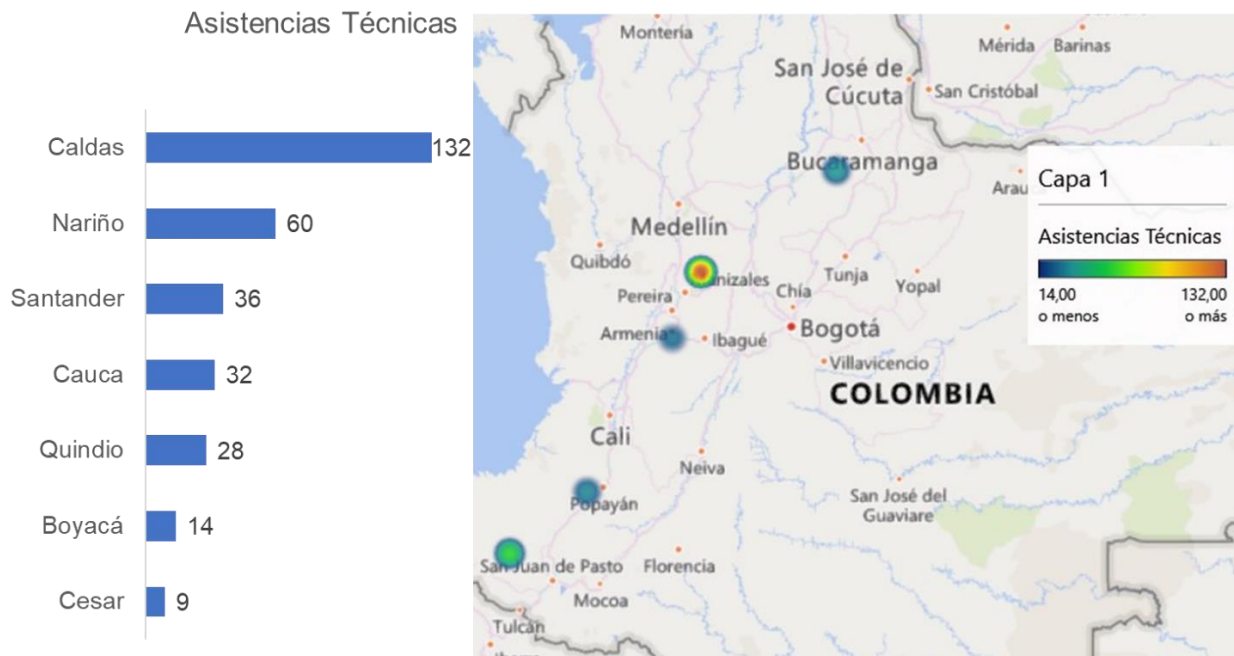 Asistencias Técnicas
Caldas
132
Nariño
60
Santander
36
Cauca
32
Quindio
28
Boyacá
14
Cesar
9
Montería
Mérida
Barinas
San José de
Cúcuta
San Cristóbal
Bucaramanga
Arau
Medellín
Quibdó
nizales
Tunja
Yopal
Pereira
Chía
Armenia
Ibagué
Bogotá
Villavicencio
COLOMBIA
Cali
Neiva
Popayán
San José del
Guaviare
San Juan de Pasto
Florencia
Mocoa
Tulcán
Capa 1
Asistencias Técnicas
14,00
o menos
132,00
o más